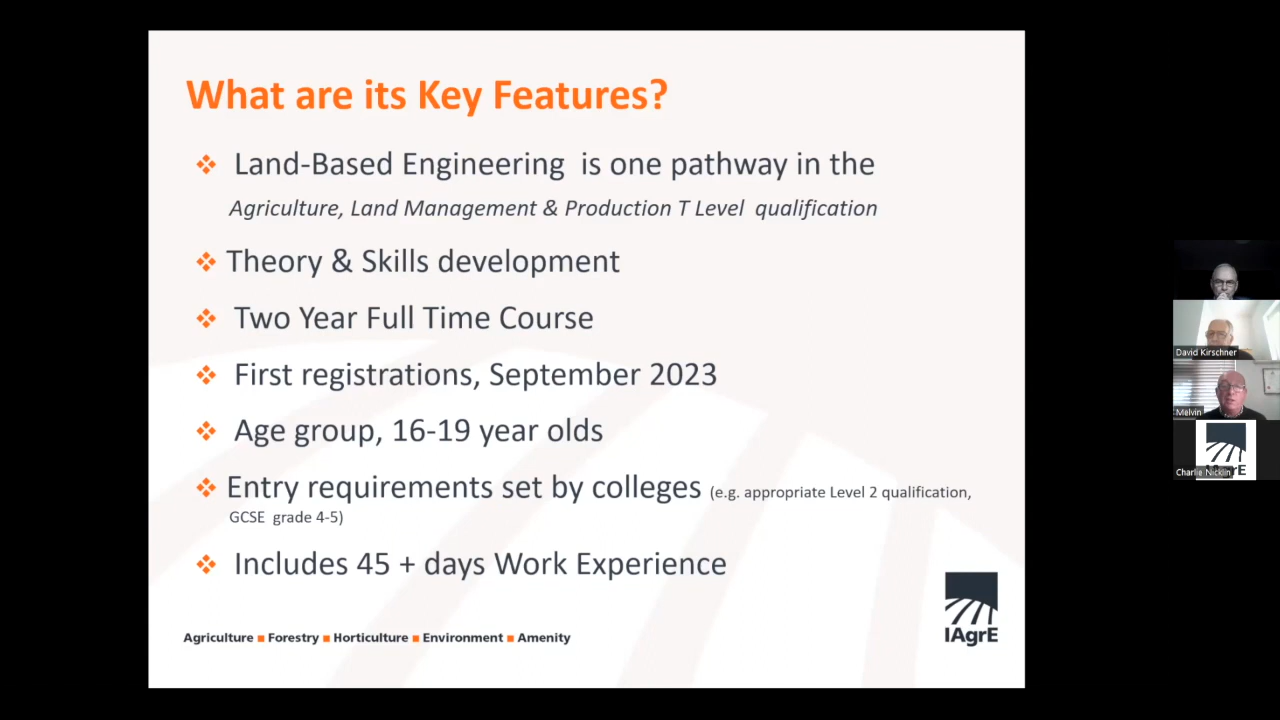 What are its Key Features?
Land-Based Engineering is one pathway in the
Agriculture, Land Management & Production T Level qualification
Theory & Skills development
Two Year Full Time Course
First registrations, September 2023
Age group, 16-19 year olds
Entry requirements set by colleges (e.g. appropriate Level 2 qualification,
GCSE grade 4-5)
Includes 45 + days Work Experience
Agriculture ■ Forestry ■ Horticulture ■ Environment ■ Amenity
IAgrE
David Kirschner
Melvin
Charlie Nicklin